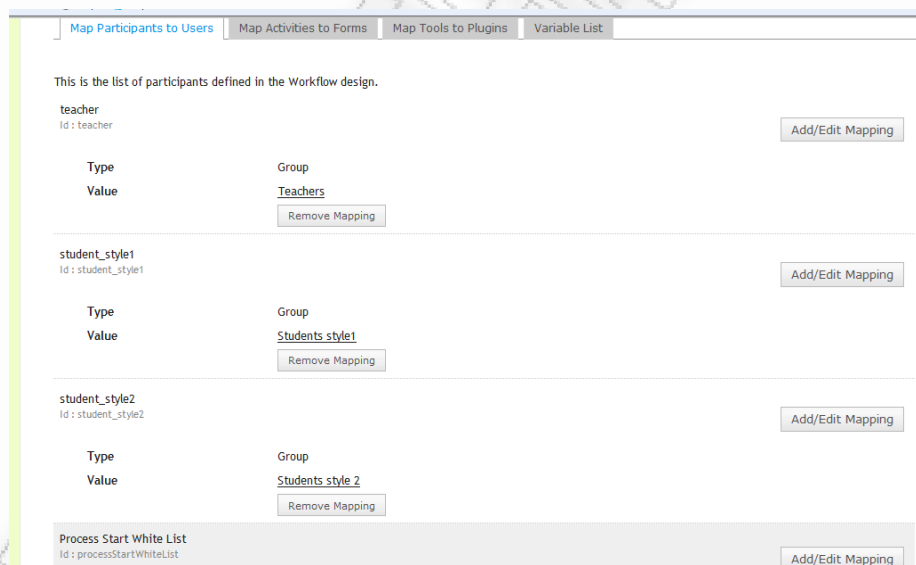 Map Participants to Users Map Activities to Forms Map Tools to Plugins Variable List
This is the list of participants defined in the Workflow design.
teacher
Id : teacher
Add/Edit Mapping
Type Group
Value Teachers
Remove Mapping
student_style1
Id : student_style1
Add/Edit Mapping
Type Group
Value Students style1
Remove Mapping
student_style2
Id : student_style2
Add/Edit Mapping
Type Group
Value Students style 2
Remove Mapping
Process Start White List
Id : processStartWhiteList
Add/Edit Mapping